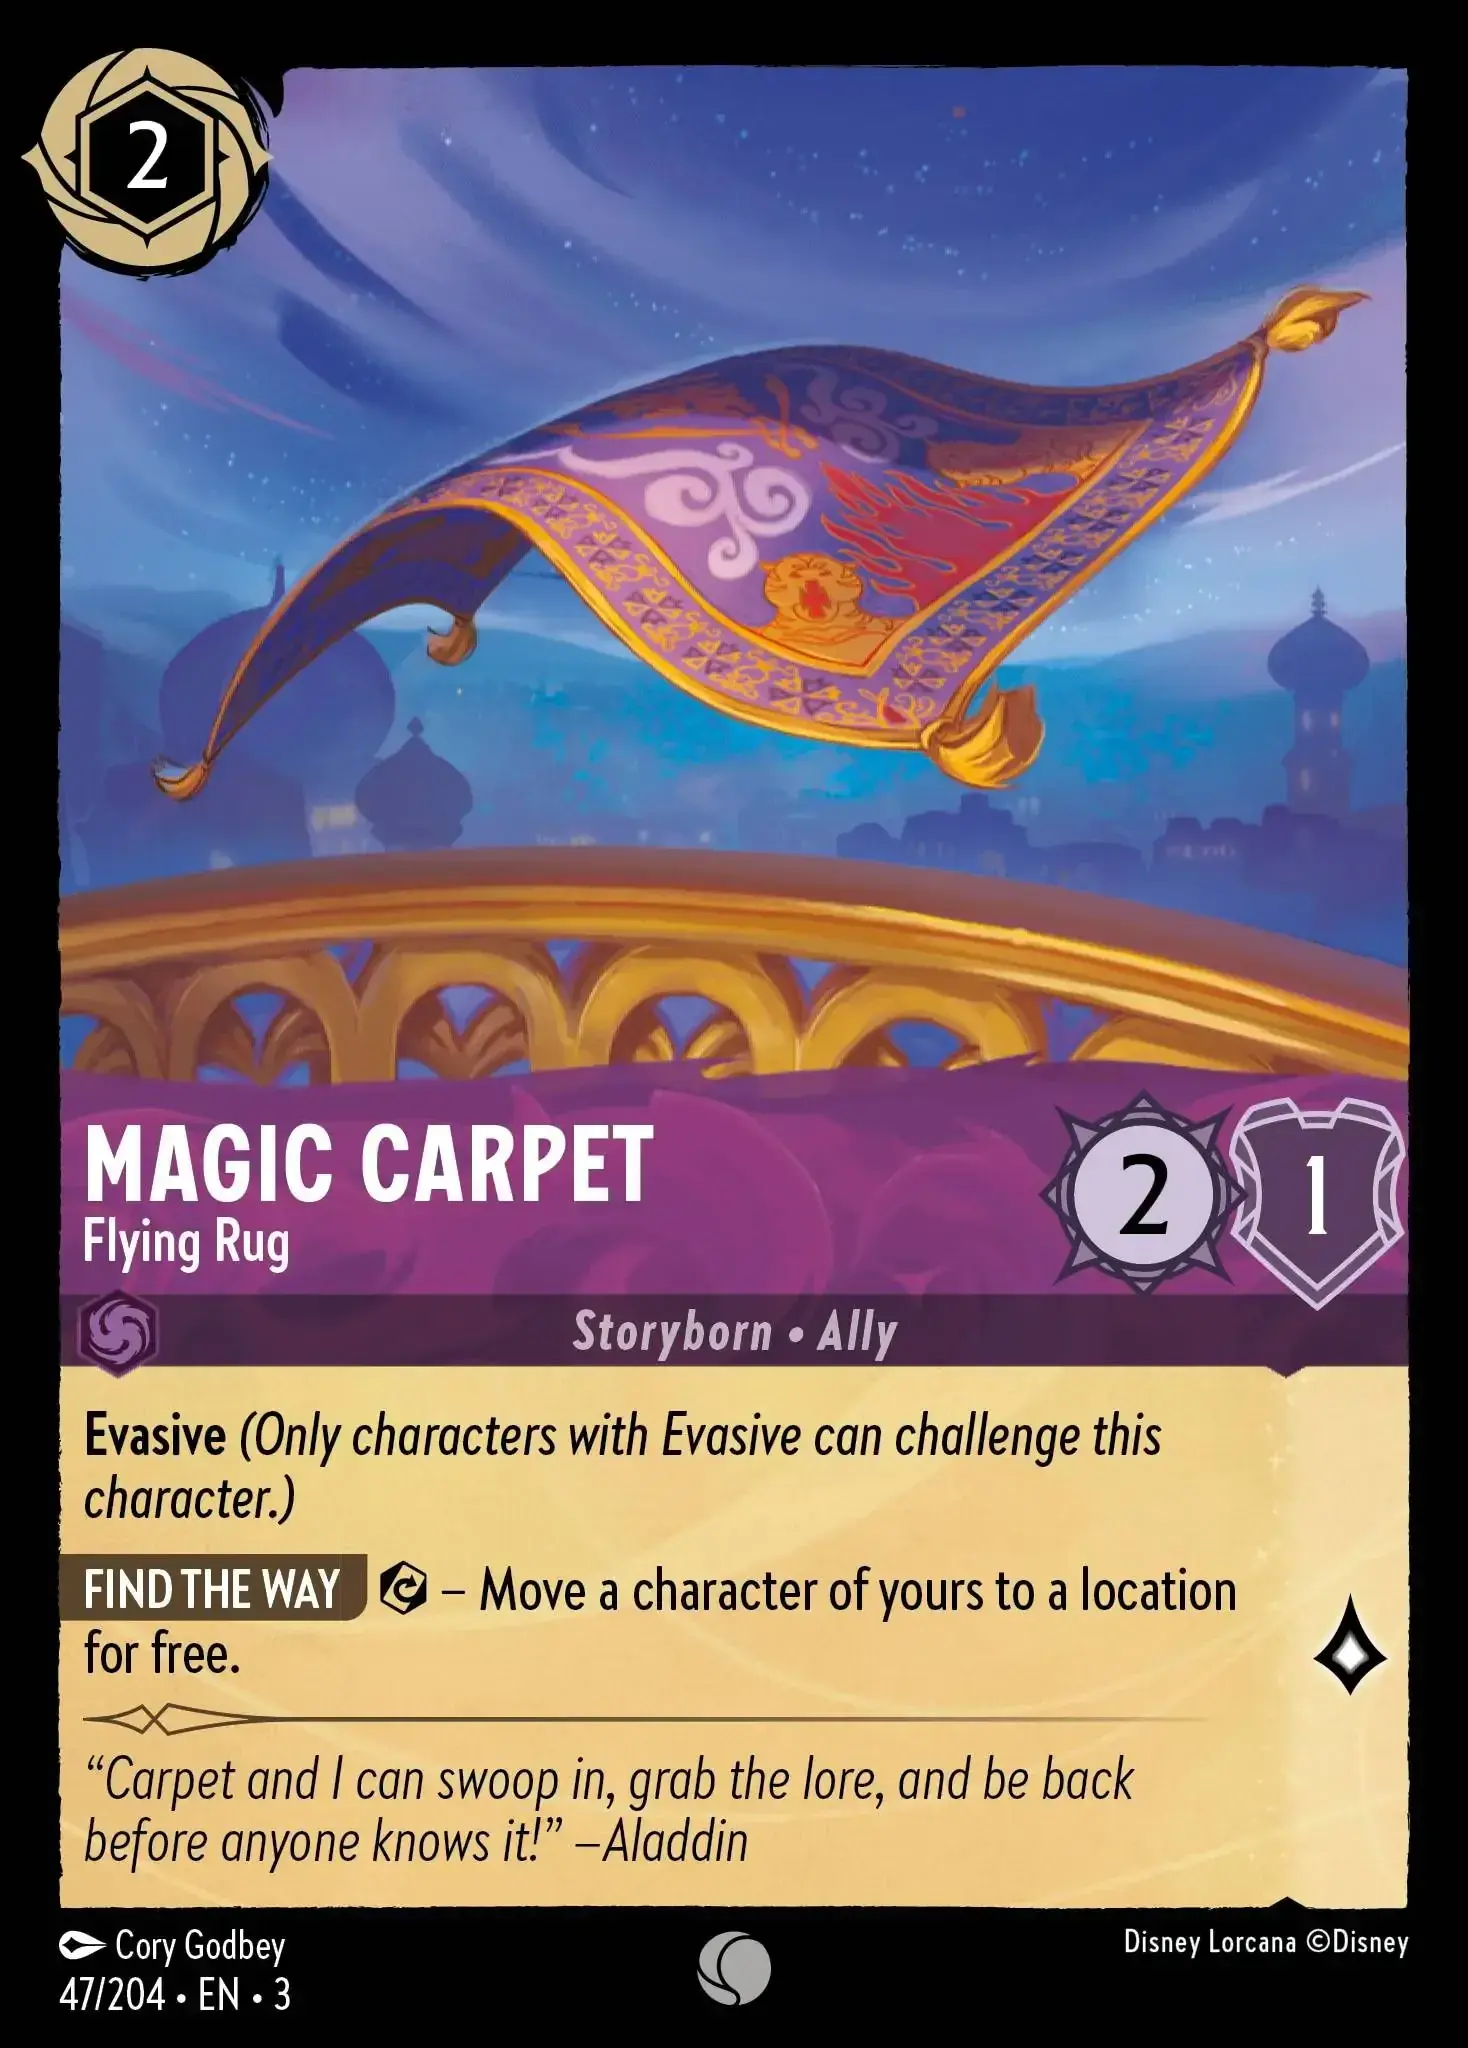 2
MAGIC CARPET
Flying Rug
2
1
Storyborn • Ally
Evasive (Only characters with Evasive can challenge this
character.)
FIND THE WAY – Move a character of yours to a location
for free.
“Carpet and I can swoop in, grab the lore, and be back
before anyone knows it!” –Aladdin
Cory Godbey
Disney Lorcana ©Disney
47/204 • EN • 3